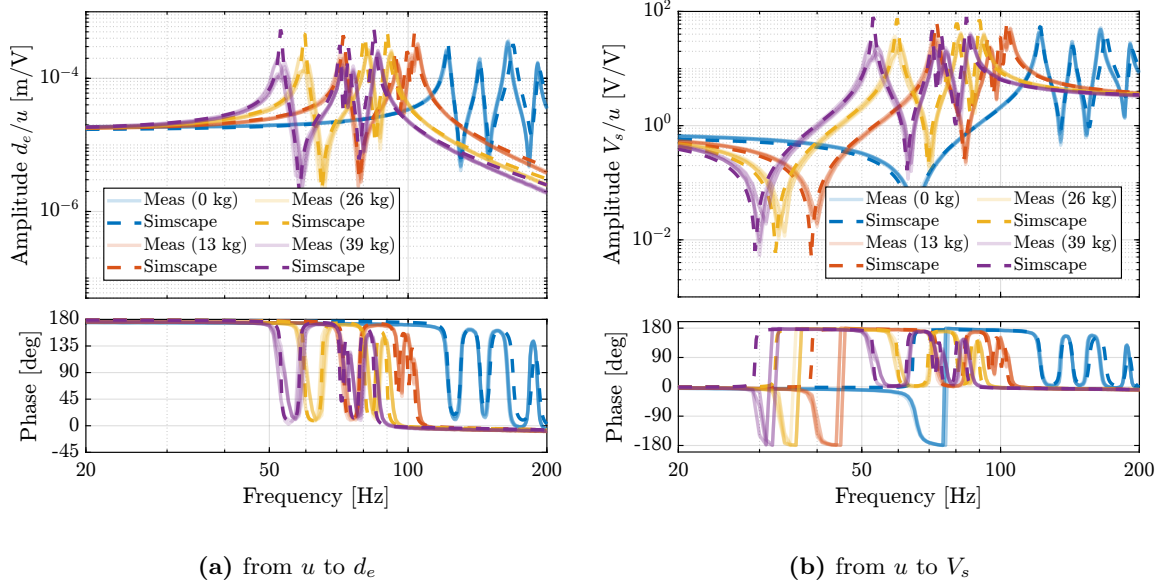 Amplitude d_e/u [m/V]
10^{-4}
10^{-6}
Meas (0 kg)
Simscape
Meas (13 kg)
Simscape
Meas (26 kg)
Simscape
Meas (39 kg)
Simscape
Phase [deg]
180
135
90
45
0
-45
20 50 100 200
Frequency [Hz]
(a) from u to d_e
Amplitude V_s/u [V/V]
10^2
10^0
10^{-2}
Meas (0 kg)
Simscape
Meas (13 kg)
Simscape
Meas (26 kg)
Simscape
Meas (39 kg)
Simscape
Phase [deg]
180
90
0
-90
-180
20 50 100 200
Frequency [Hz]
(b) from u to V_s